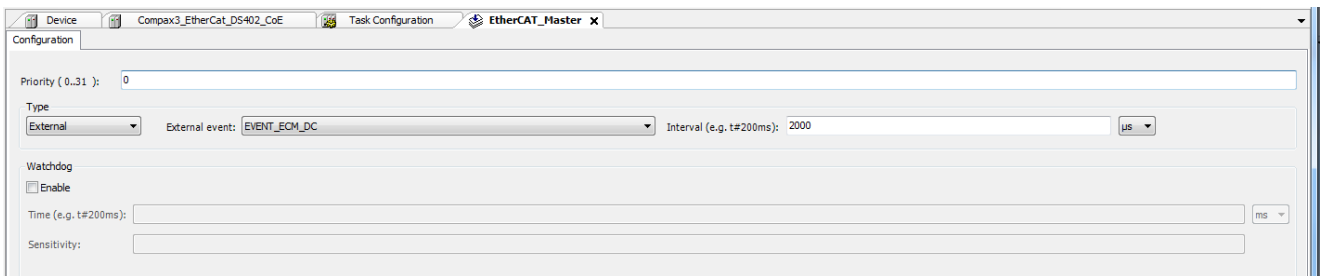 Device Compax3_EtherCat_DS402_CoE Task Configuration EtherCAT_Master x
Configuration
Priority ( 0..31 ): 0
Type
External External event: EVENT_ECM_DC Interval (e.g. t#200ms): 2000 µs
Watchdog
Enable
Time (e.g. t#200ms): ms
Sensitivity: